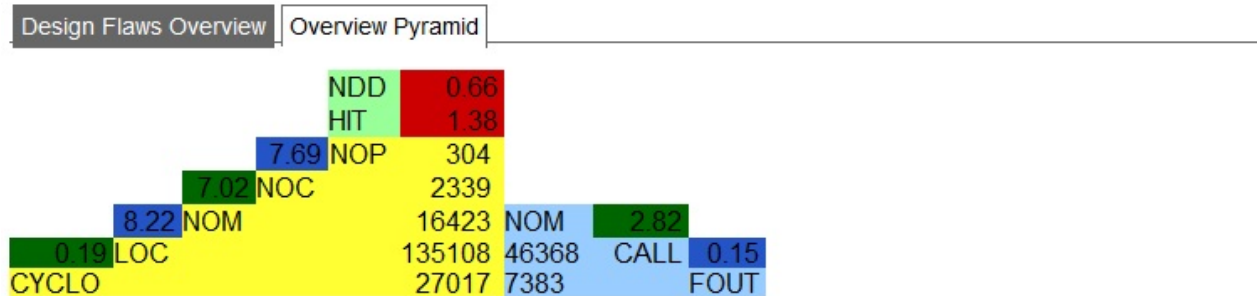 Design Flaws Overview Overview Pyramid
NDD 0.66
HIT 1.38
7.69 NOP 304
7.02 NOC 2339
8.22 NOM 16423 NOM 2.82
0.19 LOC 135108 46368 CALL 0.15
CYCLO 27017 7383 FOUT